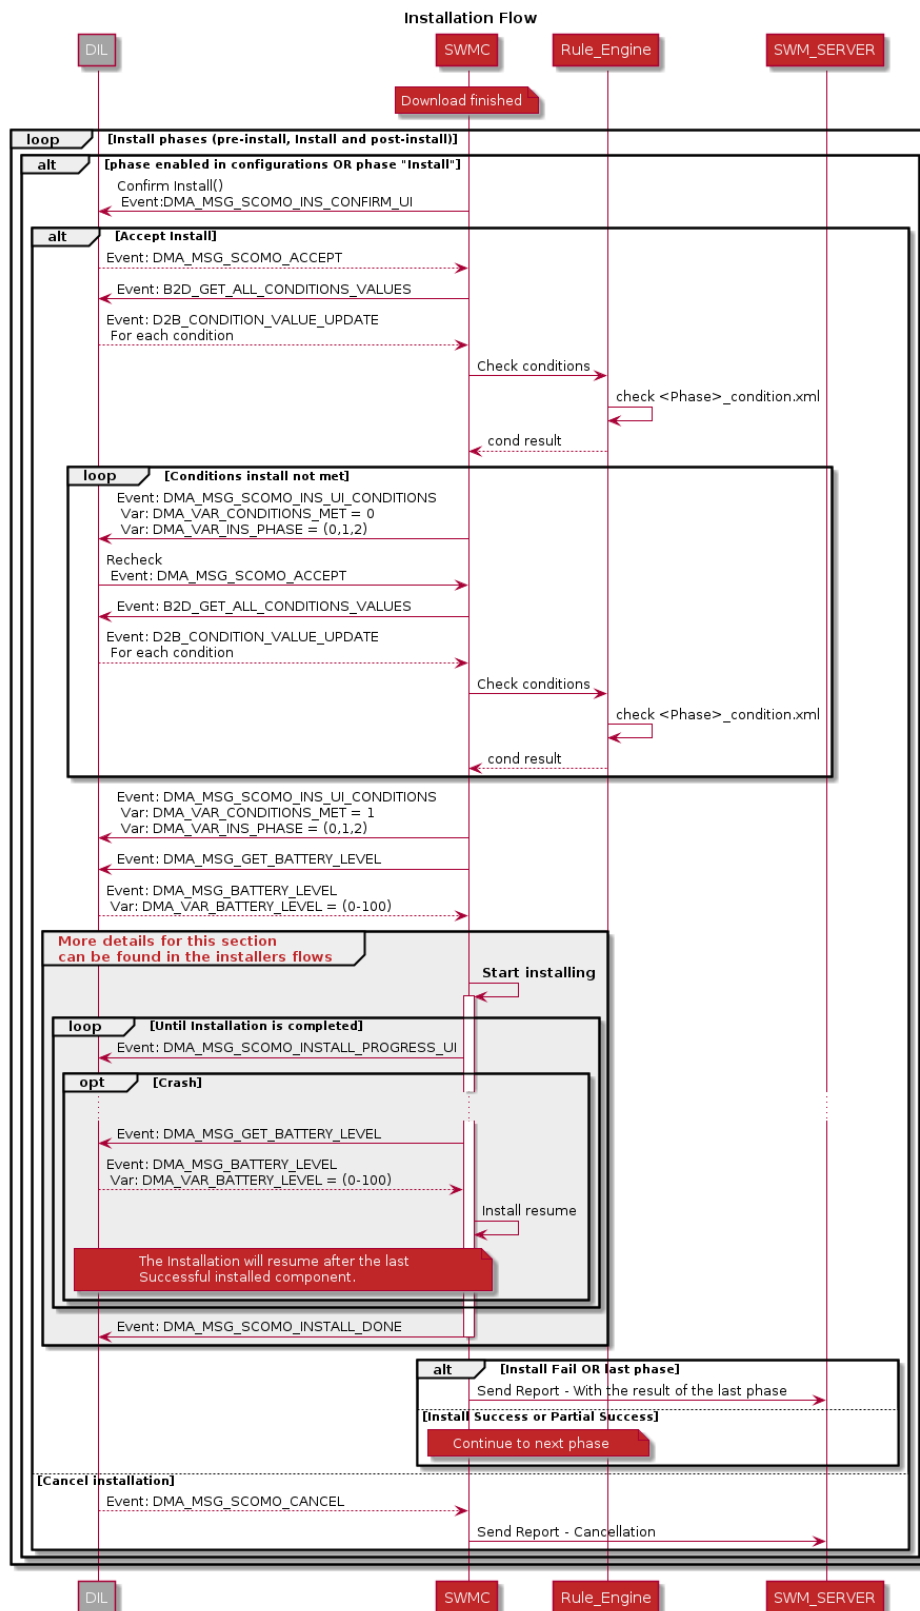 Installation Flow
DIL
SWMC
Rule_Engine
SWM_SERVER
Download finished
loop
[Install phases (pre-install, Install and post-install)]
alt
[phase enabled in configurations OR phase "Install"]
Confirm Install()
Event:DMA_MSG_SCOMO_INS_CONFIRM_UI
alt
[Accept Install]
Event: DMA_MSG_SCOMO_ACCEPT
Event: B2D_GET_ALL_CONDITIONS_VALUES
Event: D2B_CONDITION_VALUE_UPDATE
For each condition
Check conditions
check <Phase>_condition.xml
cond result
loop
[Conditions install not met]
Event: DMA_MSG_SCOMO_INS_UI_CONDITIONS
Var: DMA_VAR_CONDITIONS_MET = 0
Var: DMA_VAR_INS_PHASE = (0,1,2)
Recheck
Event: DMA_MSG_SCOMO_ACCEPT
Event: B2D_GET_ALL_CONDITIONS_VALUES
Event: D2B_CONDITION_VALUE_UPDATE
For each condition
Check conditions
check <Phase>_condition.xml
cond result
Event: DMA_MSG_SCOMO_INS_UI_CONDITIONS
Var: DMA_VAR_CONDITIONS_MET = 1
Var: DMA_VAR_INS_PHASE = (0,1,2)
Event: DMA_MSG_GET_BATTERY_LEVEL
Event: DMA_MSG_BATTERY_LEVEL
Var: DMA_VAR_BATTERY_LEVEL = (0-100)
More details for this section
can be found in the installers flows
Start installing
loop
[Until Installation is completed]
Event: DMA_MSG_SCOMO_INSTALL_PROGRESS_UI
opt
[Crash]
Event: DMA_MSG_GET_BATTERY_LEVEL
Event: DMA_MSG_BATTERY_LEVEL
Var: DMA_VAR_BATTERY_LEVEL = (0-100)
Install resume
The Installation will resume after the last
Successful installed component.
Event: DMA_MSG_SCOMO_INSTALL_DONE
alt
[Install Fail OR last phase]
Send Report - With the result of the last phase
[Install Success or Partial Success]
Continue to next phase
[Cancel installation]
Event: DMA_MSG_SCOMO_CANCEL
Send Report - Cancellation
DIL
SWMC
Rule_Engine
SWM_SERVER